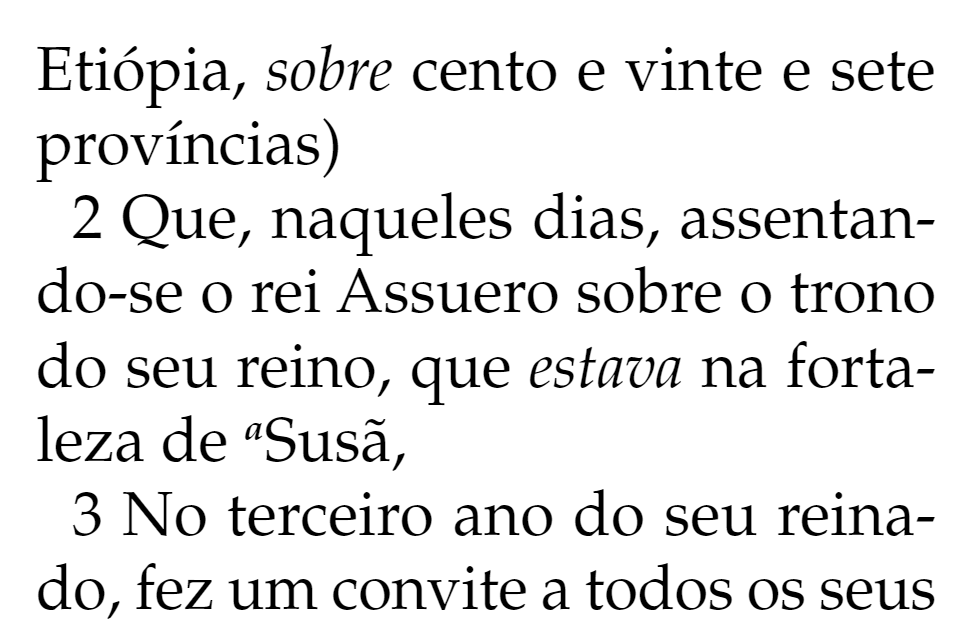 Etiópia, sobre cento e vinte e sete
províncias)
2 Que, naqueles dias, assentan-
do-se o rei Assuero sobre o trono
do seu reino, que estava na forta-
leza de ᵃSusã,
3 No terceiro ano do seu reina-
do, fez um convite a todos os seus